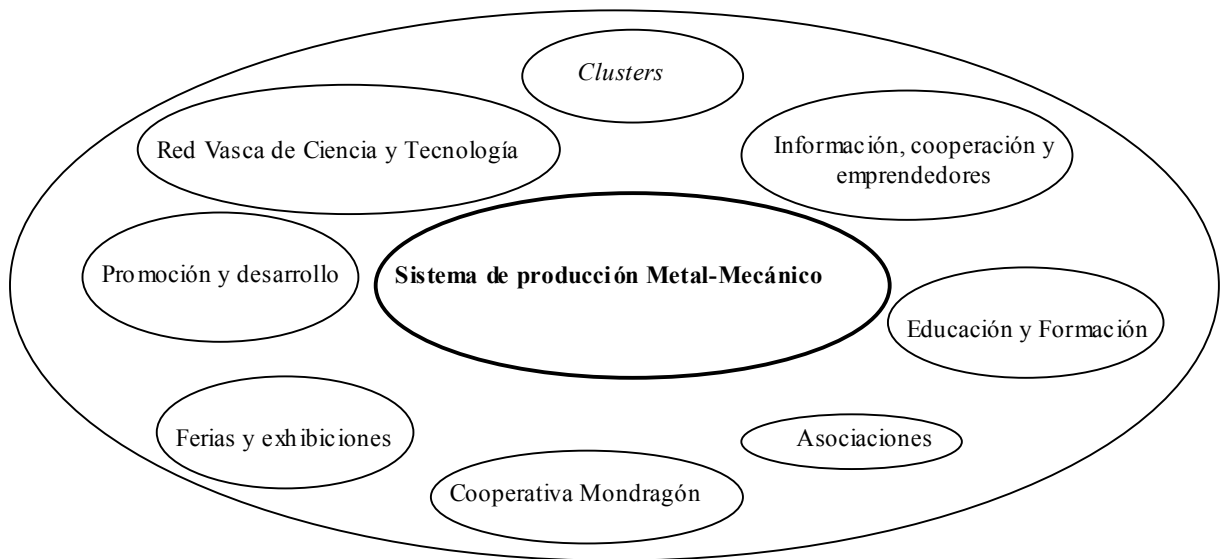 Clusters
Red Vasca de Ciencia y Tecnología
Información, cooperación y
emprendedores
Promoción y desarrollo
Sistema de producción Metal-Mecánico
Educación y Formación
Ferias y exhibiciones
Asociaciones
Cooperativa Mondragón